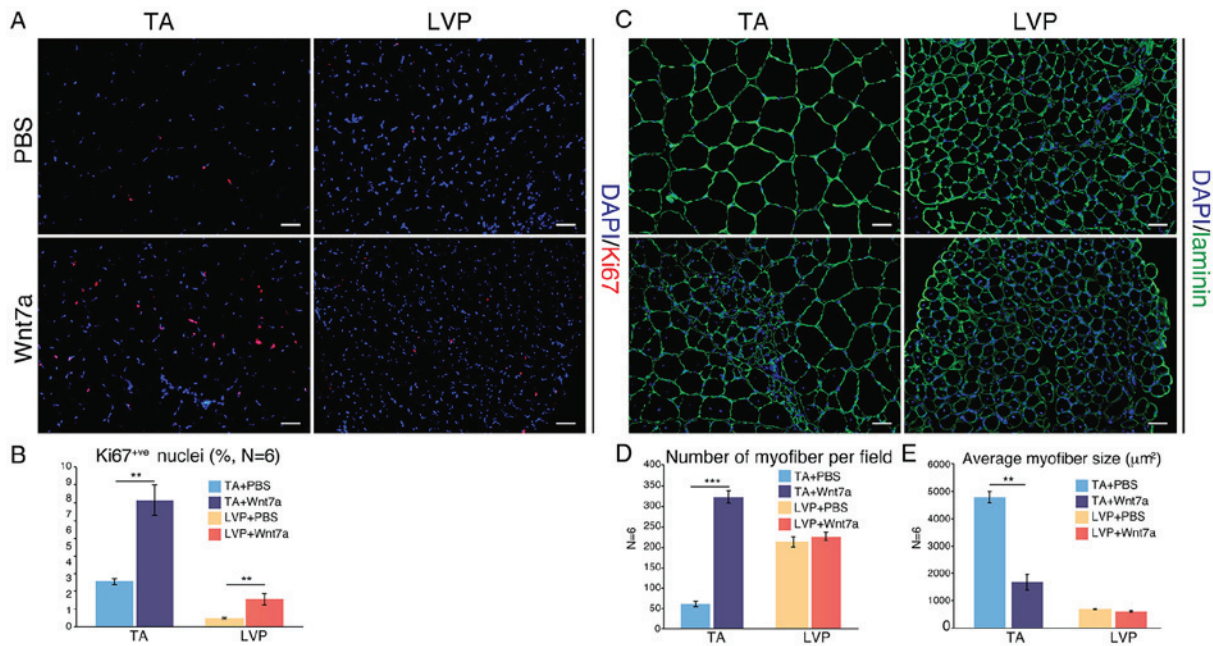 A
TA
LVP
PBS
Wnt7a
DAPI/Ki67
C
TA
LVP
DAPI/laminin
B
Ki67+ve nuclei (%, N=6)
10
9
8
7
6
5
4
3
2
1
0
**
**
TA+PBS
TA+Wnt7a
LVP+PBS
LVP+Wnt7a
TA
LVP
D
Number of myofiber per field
N=6
400
350
300
250
200
150
100
50
0
***
TA+PBS
TA+Wnt7a
LVP+PBS
LVP+Wnt7a
TA
LVP
E
Average myofiber size (μm²)
N=6
6000
5000
4000
3000
2000
1000
0
**
TA+PBS
TA+Wnt7a
LVP+PBS
LVP+Wnt7a
TA
LVP